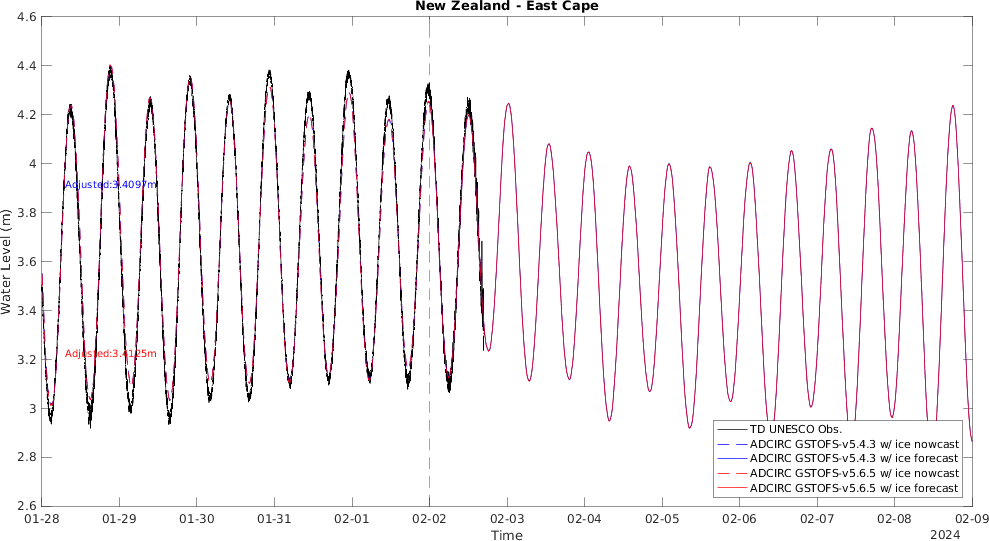 New Zealand - East Cape
4.6
4.4
4.2
4
3.8
3.6
3.4
3.2
3
2.8
2.6
Water Level (m)
Adjusted:3.4097m
Adjusted:3.4125m
TD UNESCO Obs.
ADCIRC GSTOFS-v5.4.3 w/ ice nowcast
ADCIRC GSTOFS-v5.4.3 w/ ice forecast
ADCIRC GSTOFS-v5.6.5 w/ ice nowcast
ADCIRC GSTOFS-v5.6.5 w/ ice forecast
01-28 01-29 01-30 01-31 02-01 02-02 02-03 02-04 02-05 02-06 02-07 02-08 02-09
Time
2024